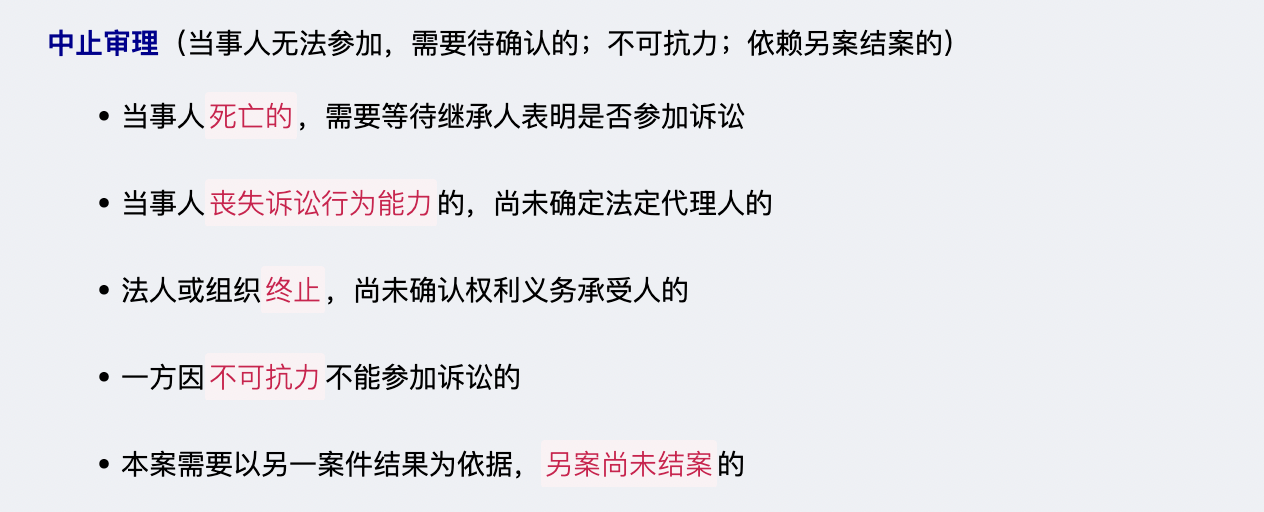 中止审理（当事人无法参加，需要待确认的；不可抗力；依赖另案结案的）
• 当事人死亡的，需要等待继承人表明是否参加诉讼
• 当事人丧失诉讼行为能力的，尚未确定法定代理人的
• 法人或组织终止，尚未确认权利义务承受人的
• 一方因不可抗力不能参加诉讼的
• 本案需要以另一案件结果为依据，另案尚未结案的